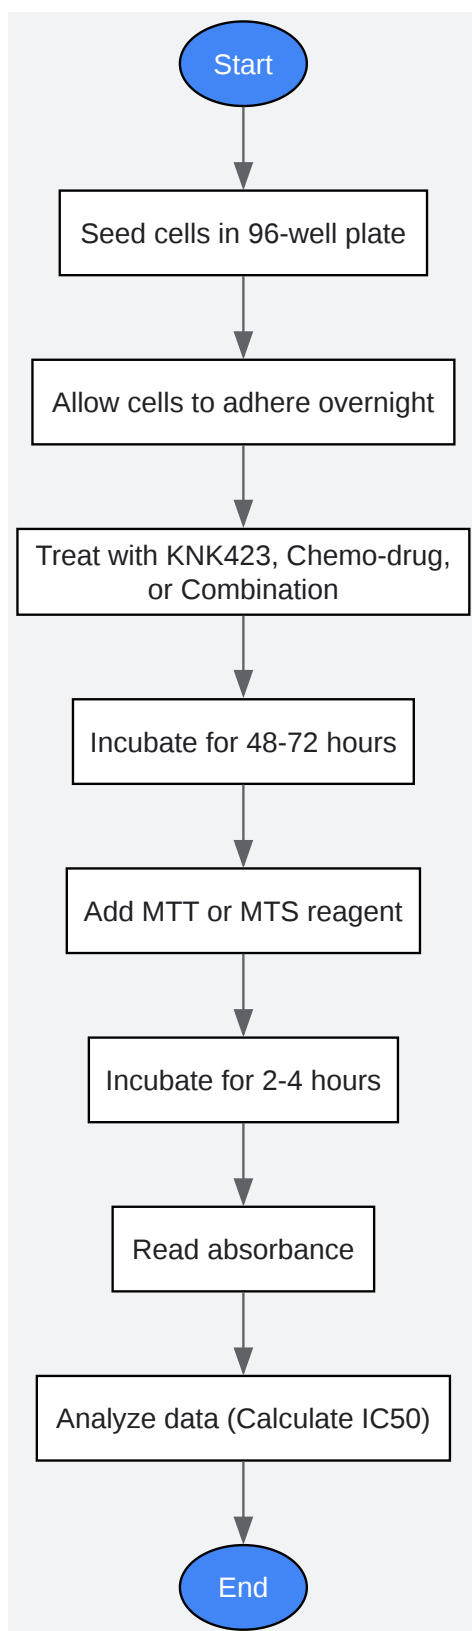 Start
Seed cells in 96-well plate
Allow cells to adhere overnight
Treat with KNK423, Chemo-drug,
or Combination
Incubate for 48-72 hours
Add MTT or MTS reagent
Incubate for 2-4 hours
Read absorbance
Analyze data (Calculate IC50)
End